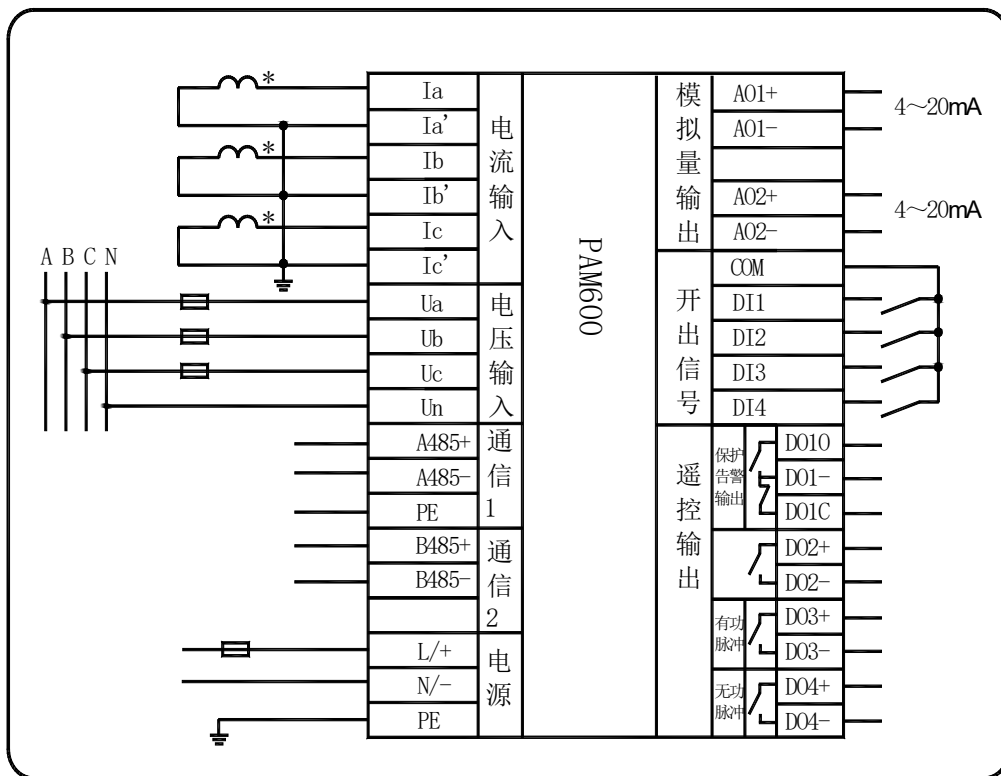 *
*
*
A B C N
Ia
Ia’
Ib
Ib’
Ic
Ic’
电流输入
Ua
Ub
Uc
Un
电压输入
A485+
A485-
PE
通信1
B485+
B485-
通信2
L/+
N/-
PE
电源
PAM600
模拟量输出
AO1+
AO1-
AO2+
AO2-
4～20mA
4～20mA
开出信号
COM
DI1
DI2
DI3
DI4
遥控输出
保护
告警
输出
DO1O
DO1-
DO1C
DO2+
DO2-
有功
脉冲
DO3+
DO3-
无功
脉冲
DO4+
DO4-